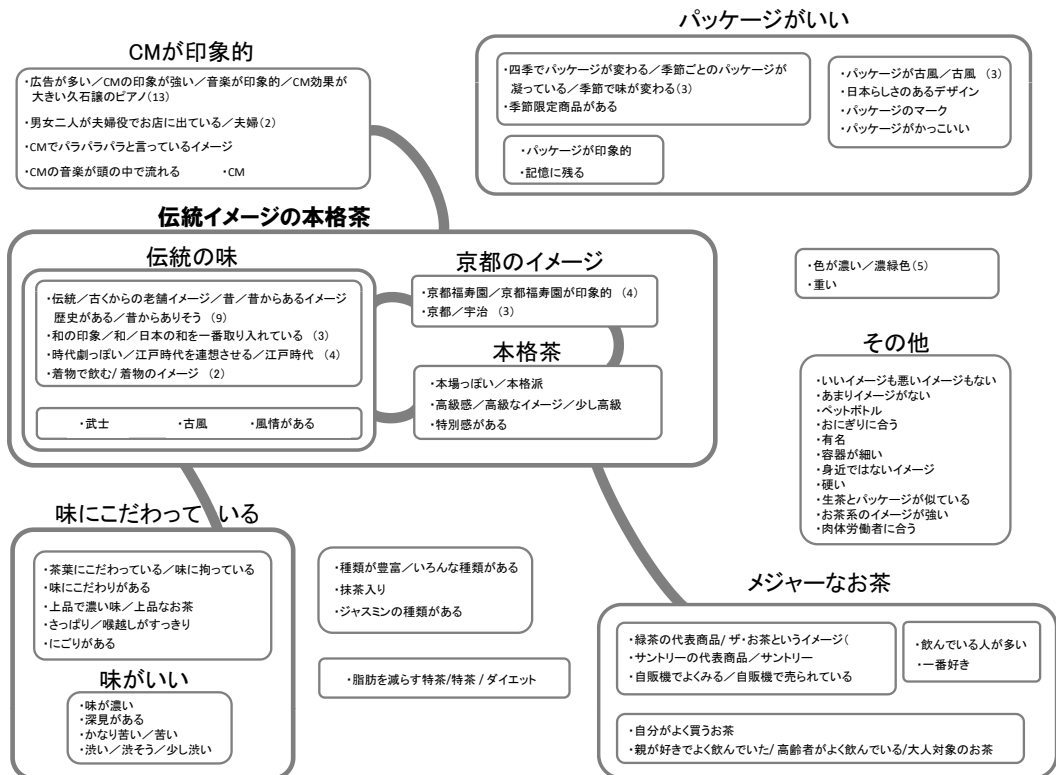 CMが印象的
・広告が多い／CMの印象が強い／音楽が印象的／CM効果が
大きい久石譲のピアノ(13)
・男女二人が夫婦役でお店に出ている／夫婦(2)
・CMでパラパラパラと言っているイメージ
・CMの音楽が頭の中で流れる ・CM
パッケージがいい
・四季でパッケージが変わる／季節ごとのパッケージが
凝っている／季節で味が変わる(3)
・季節限定商品がある
・パッケージが古風／古風 (3)
・日本らしさのあるデザイン
・パッケージのマーク
・パッケージがかっこいい
・パッケージが印象的
・記憶に残る
伝統イメージの本格茶
伝統の味
・伝統／古くからの老舗イメージ／昔／昔からあるイメージ
歴史がある／昔からありそう (9)
・和の印象／和／日本の和を一番取り入れている (3)
・時代劇っぽい／江戸時代を連想させる／江戸時代 (4)
・着物で飲む/ 着物のイメージ (2)
・武士 ・古風 ・風情がある
京都のイメージ
・京都福寿園／京都福寿園が印象的 (4)
・京都／宇治 (3)
本格茶
・本場っぽい／本格派
・高級感／高級なイメージ／少し高級
・特別感がある
・色が濃い／濃緑色(5)
・重い
その他
・いいイメージも悪いイメージもない
・あまりイメージがない
・ペットボトル
・おにぎりに合う
・有名
・容器が細い
・身近ではないイメージ
・硬い
・生茶とパッケージが似ている
・お茶系のイメージが強い
・肉体労働者に合う
味にこだわっている
・茶葉にこだわっている／味に拘っている
・味にこだわりがある
・上品で濃い味／上品なお茶
・さっぱり／喉越しがすっきり
・にごりがある
味がいい
・味が濃い
・深見がある
・かなり苦い／苦い
・渋い／渋そう／少し渋い
・種類が豊富／いろんな種類がある
・抹茶入り
・ジャスミンの種類がある
・脂肪を減らす特茶/特茶 / ダイエット
メジャーなお茶
・緑茶の代表商品/ ザ・お茶というイメージ(
・サントリーの代表商品／サントリー
・自販機でよくみる／自販機で売られている
・飲んでいる人が多い
・一番好き
・自分がよく買うお茶
・親が好きでよく飲んでいた/ 高齢者がよく飲んでいる/大人対象のお茶